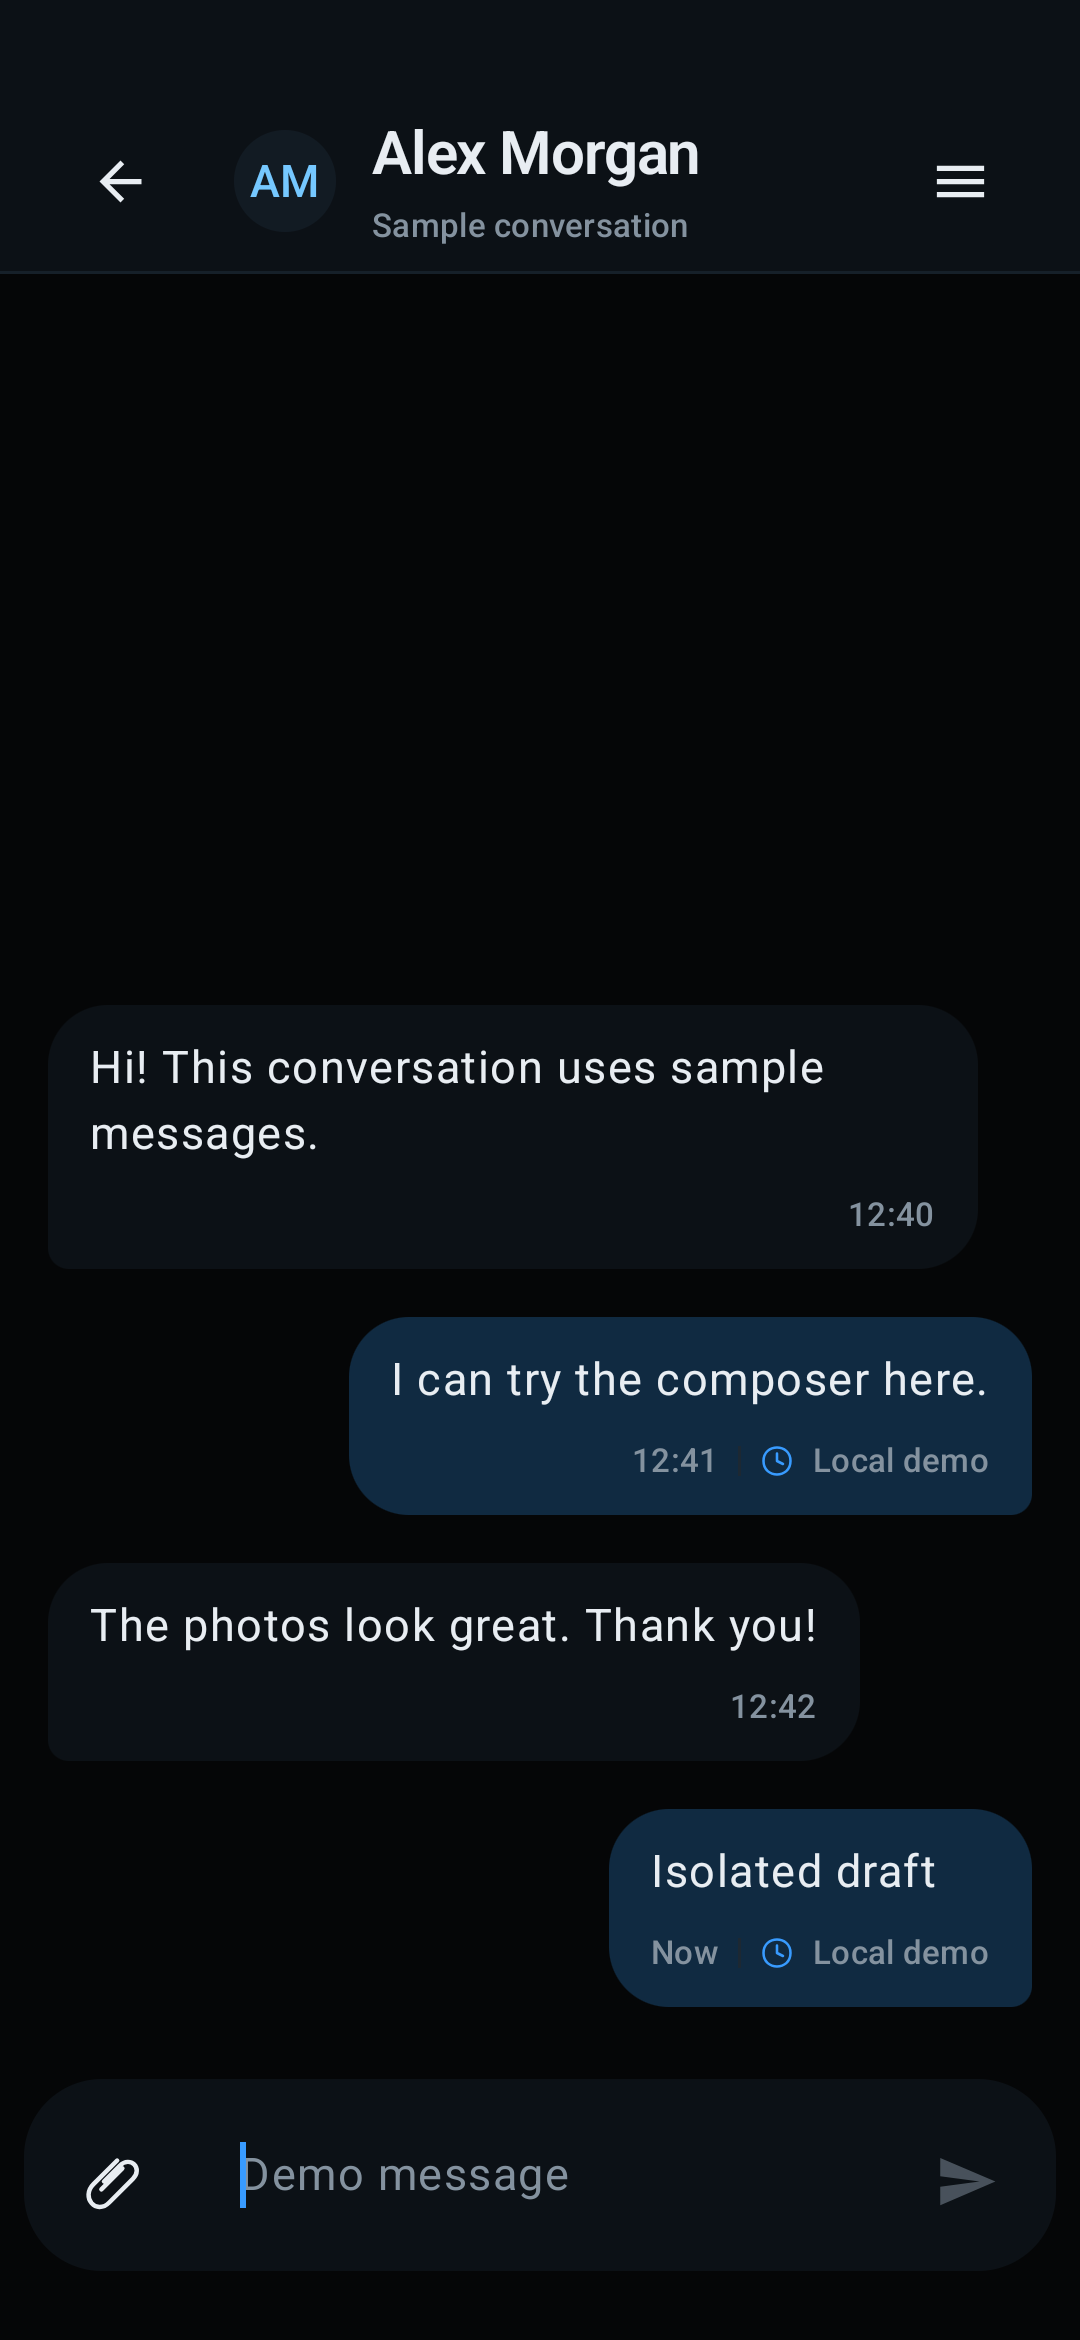 AM
Alex Morgan
Sample conversation
Hi! This conversation uses sample
messages.
12:40
I can try the composer here.
12:41 Local demo
The photos look great. Thank you!
12:42
Isolated draft
Now Local demo
Demo message